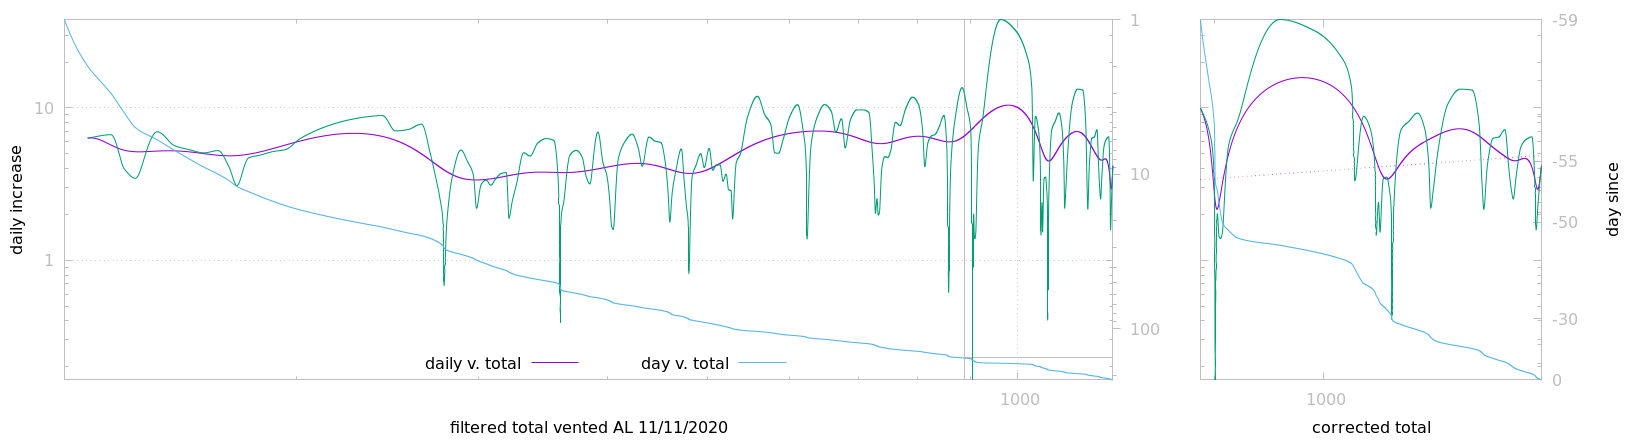 daily increase
10
1
daily v. total
day v. total
1
10
100
1000
filtered total vented AL 11/11/2020
-59
-55
-50
-30
0
day since
1000
corrected total